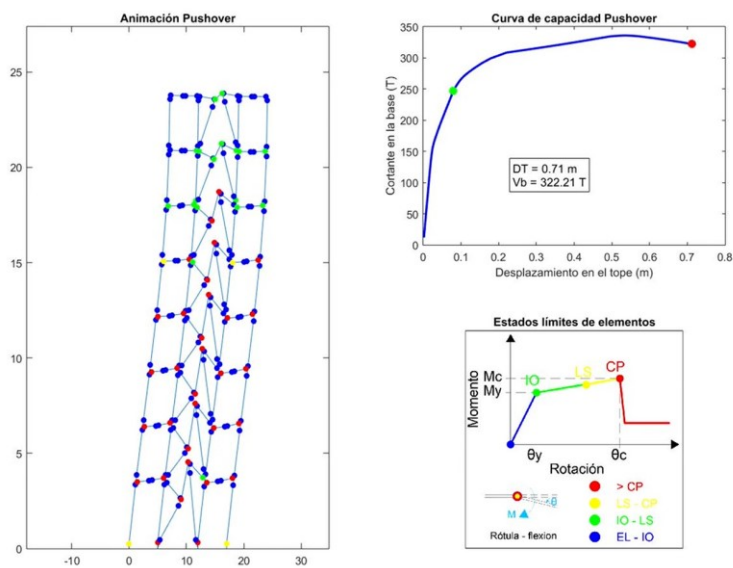 Animación Pushover
25
20
15
10
5
0
-10
0
10
20
30
Curva de capacidad Pushover
Cortante en la base (T)
350
300
250
200
150
100
50
0
DT = 0.71 m
Vb = 322.21 T
0
0.1
0.2
0.3
0.4
0.5
0.6
0.7
0.8
Desplazamiento en el tope (m)
Estados límites de elementos
Momento
Mc
My
IO
LS
CP
θy
θc
Rotación
> CP
LS - CP
IO - LS
EL - IO
θ
M
Rótula - flexion